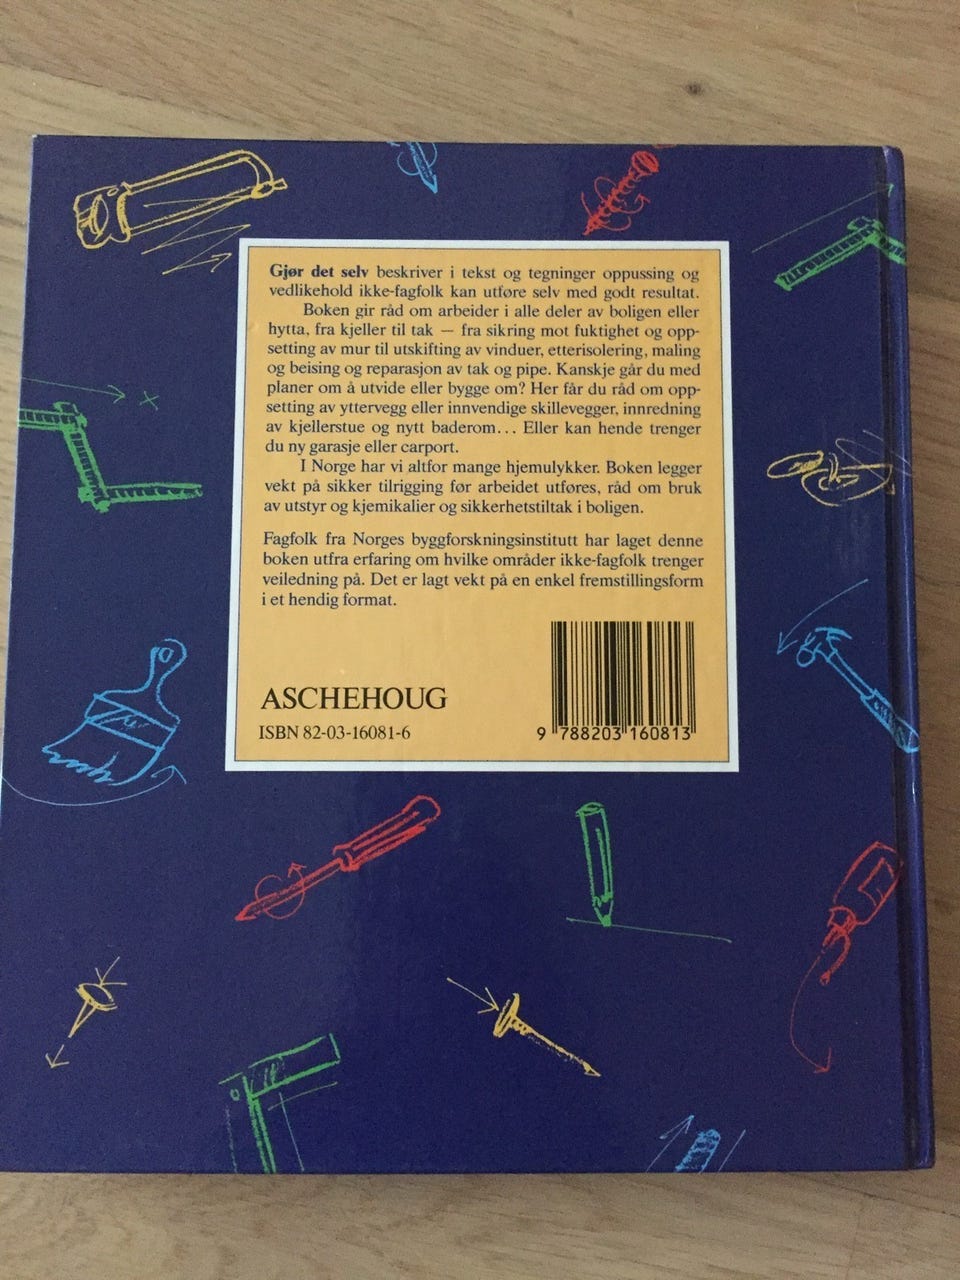 Gjør det selv beskriver i tekst og tegninger oppussing og
vedlikehold ikke-fagfolk kan utføre selv med godt resultat.
Boken gir råd om arbeider i alle deler av boligen eller
hytta, fra kjeller til tak — fra sikring mot fuktighet og opp-
setting av mur til utskifting av vinduer, etterisolering, maling
og beising og reparasjon av tak og pipe. Kanskje går du med
planer om å utvide eller bygge om? Her får du råd om opp-
setting av yttervegg eller innvendige skillevegger, innredning
av kjellerstue og nytt baderom... Eller kan hende trenger
du ny garasje eller carport.
I Norge har vi altfor mange hjemulykker. Boken legger
vekt på sikker tilrigging før arbeidet utføres, råd om bruk
av utstyr og kjemikalier og sikkerhetstiltak i boligen.
Fagfolk fra Norges byggforskningsinstitutt har laget denne
boken utfra erfaring om hvilke områder ikke-fagfolk trenger
veiledning på. Det er lagt vekt på en enkel fremstillingsform
i et hendig format.
ASCHEHOUG
ISBN 82-03-16081-6
9 788203 160813